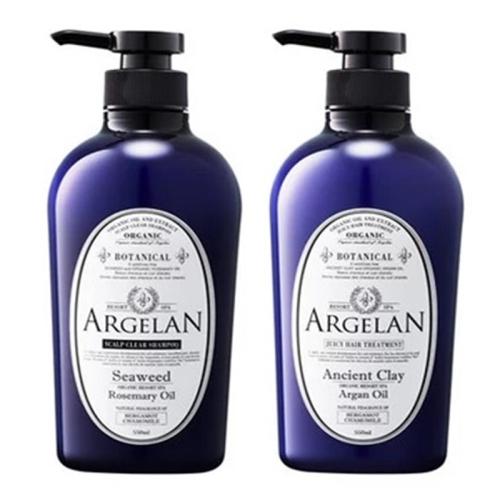 ORGANIC OIL AND EXTRACT
SCALP CLEAR SHAMPOO
ORGANIC
BOTANICAL
RESORT SPA
ARGELAN
SCALP CLEAR SHAMPOO
Seaweed
ORGANIC RESORT SPA
Rosemary Oil
NATURAL FRAGRANCE OF
BERGAMOT
CHAMOMILE
550ml
ORGANIC OIL AND EXTRACT
JUICY HAIR TREATMENT
ORGANIC
BOTANICAL
RESORT SPA
ARGELAN
JUICY HAIR TREATMENT
Ancient Clay
ORGANIC RESORT SPA
Argan Oil
NATURAL FRAGRANCE OF
BERGAMOT
CHAMOMILE
550ml